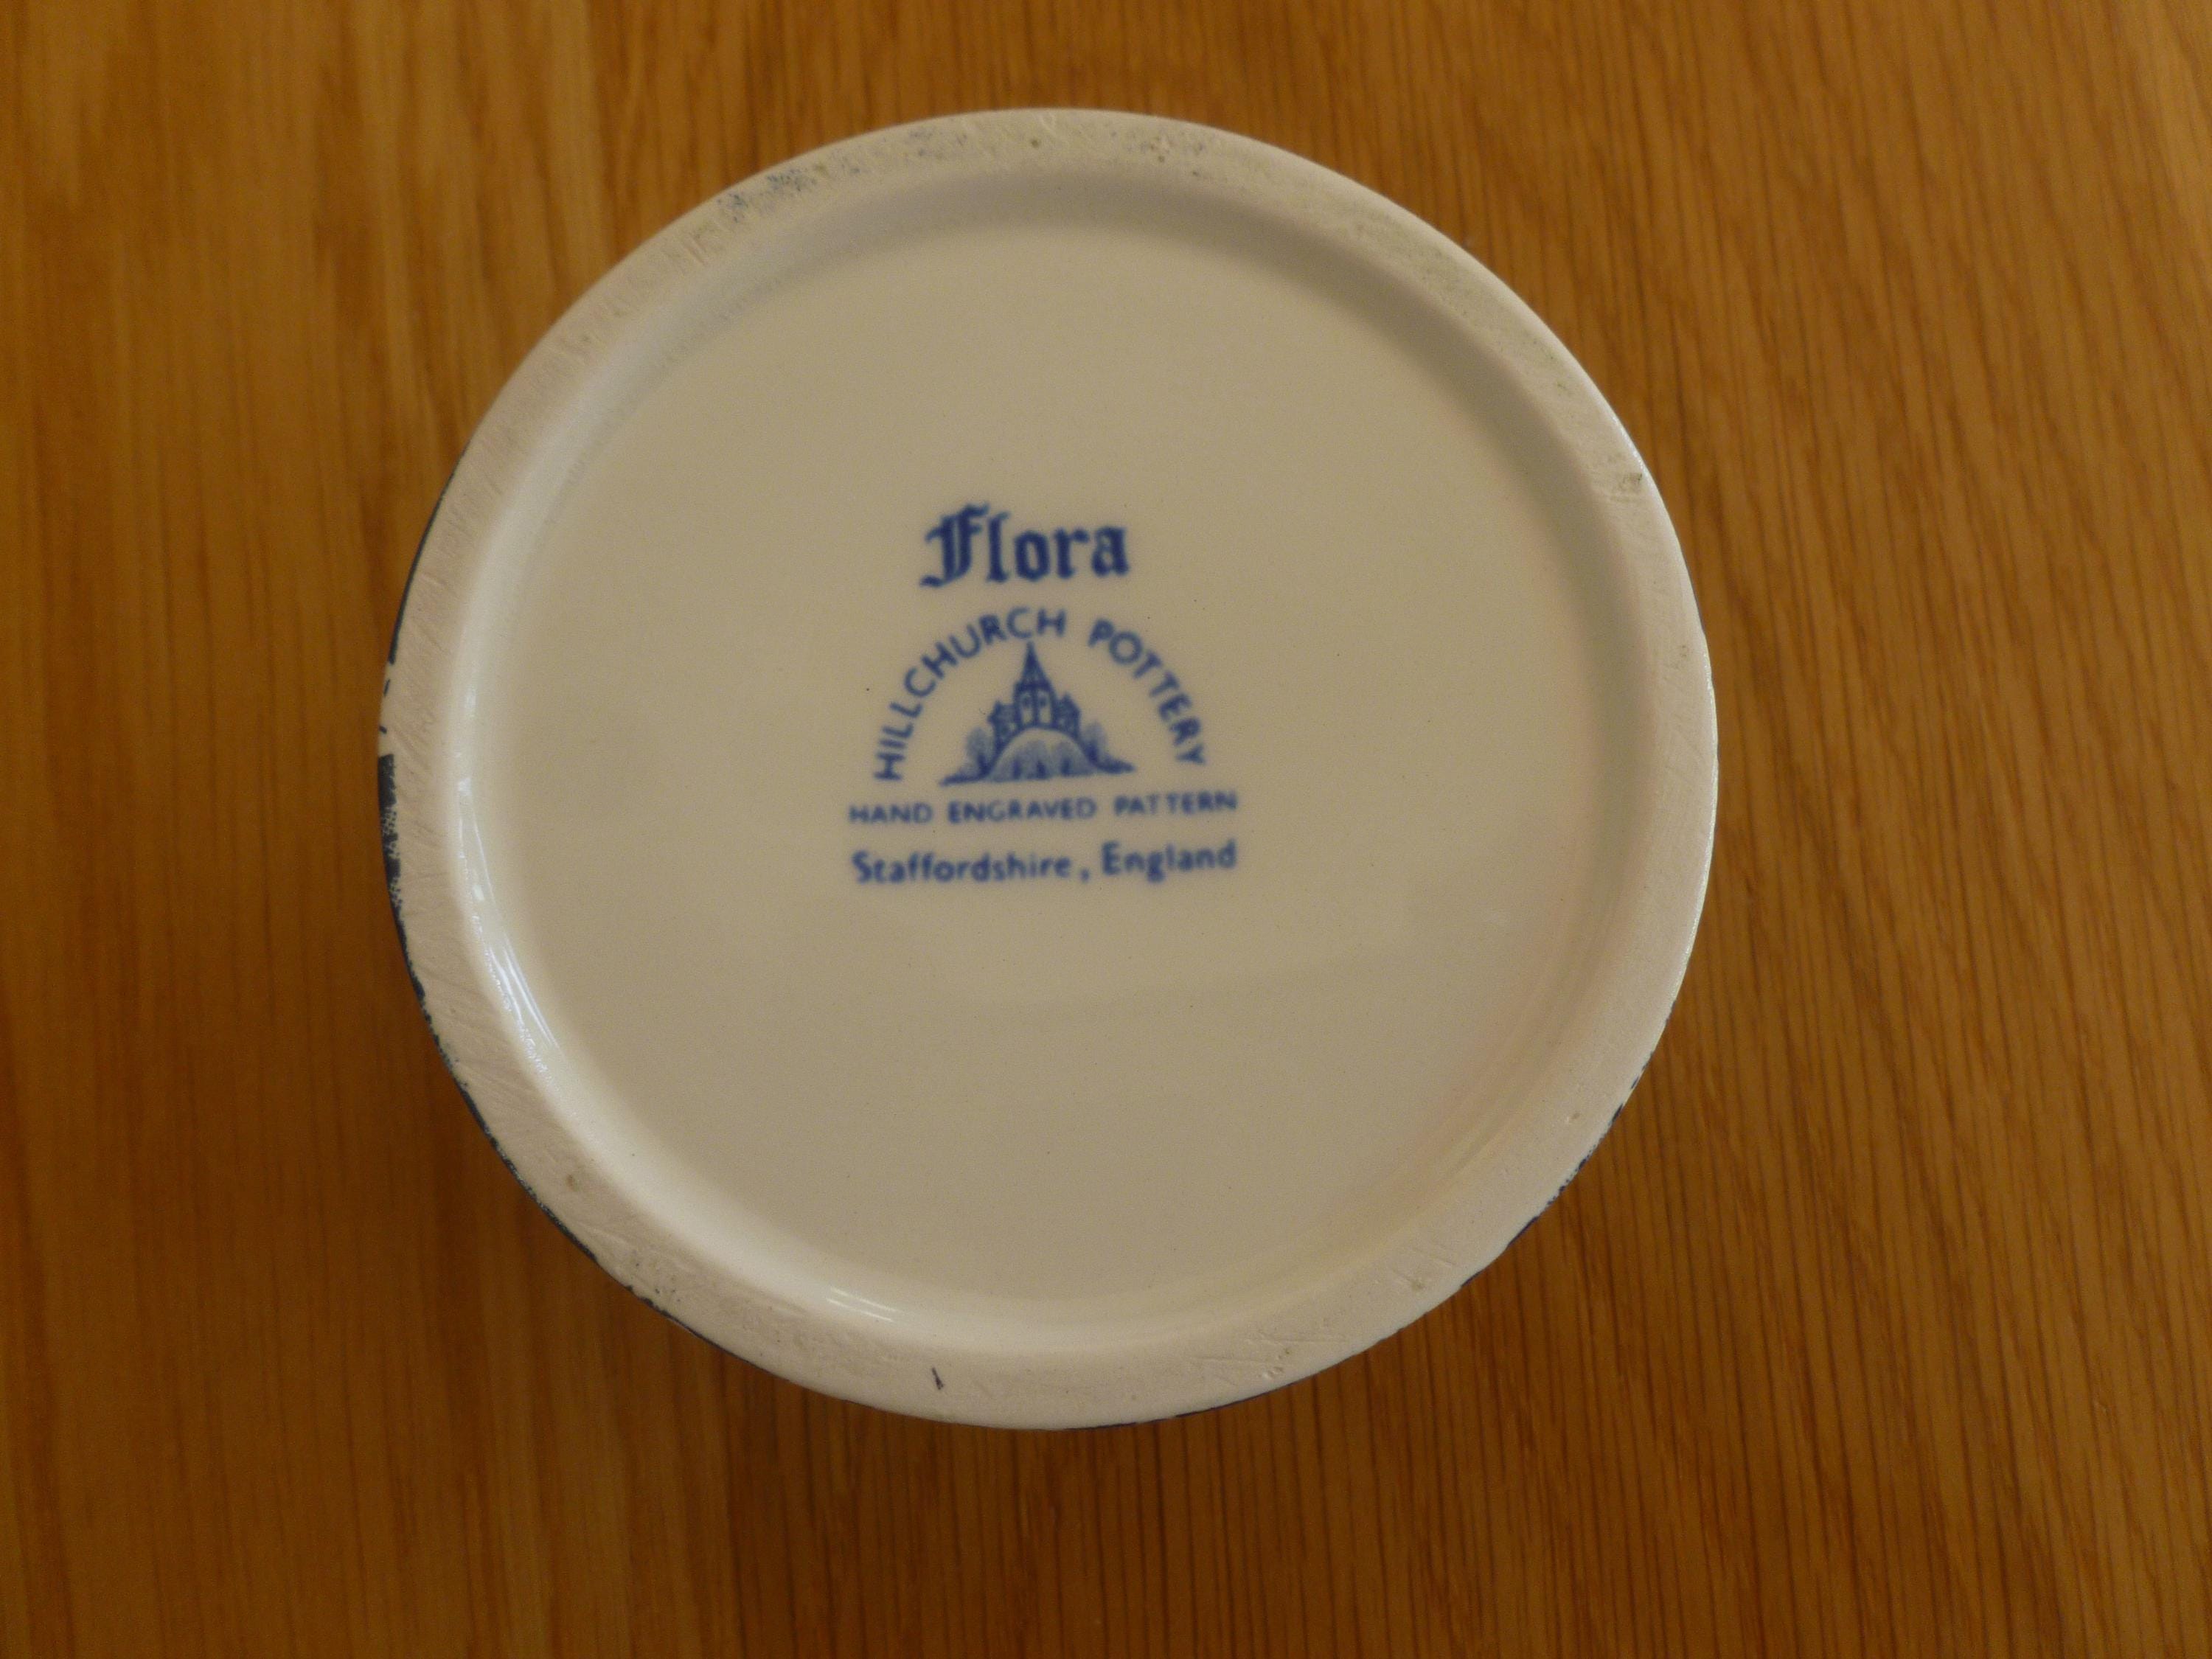 Flora
HILLCHURCH POTTERY
HAND ENGRAVED PATTERN
Staffordshire, England